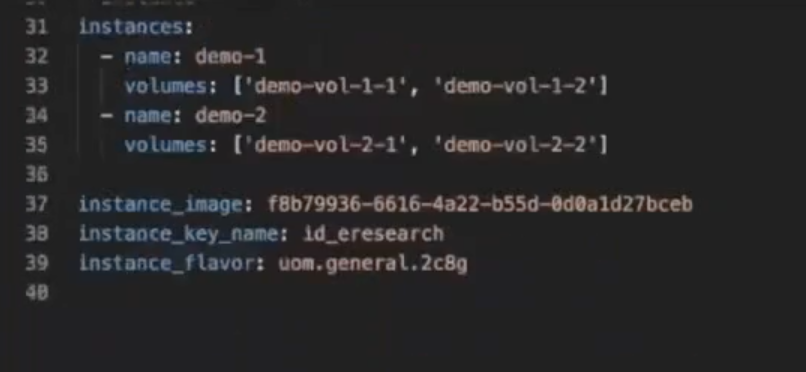 31 instances:
32 - name: demo-1
33 volumes: ['demo-vol-1-1', 'demo-vol-1-2']
34 - name: demo-2
35 volumes: ['demo-vol-2-1', 'demo-vol-2-2']
36
37 instance_image: f8b79936-6616-4a22-b55d-0d0a1d27bceb
38 instance_key_name: id_eresearch
39 instance_flavor: uom.general.2c8g
40